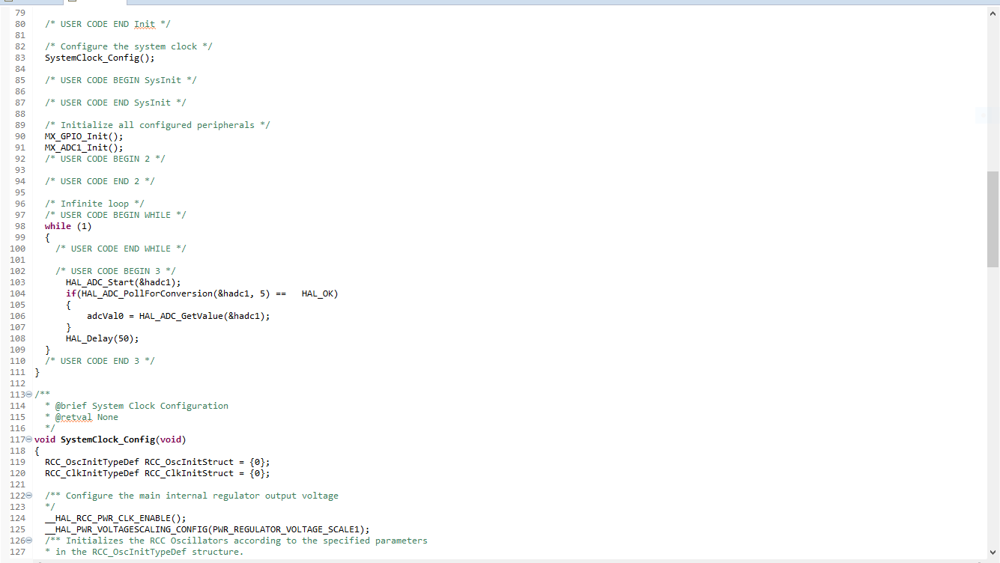 79
80 /* USER CODE END Init */
81
82 /* Configure the system clock */
83 SystemClock_Config();
84
85 /* USER CODE BEGIN SysInit */
86
87 /* USER CODE END SysInit */
88
89 /* Initialize all configured peripherals */
90 MX_GPIO_Init();
91 MX_ADC1_Init();
92 /* USER CODE BEGIN 2 */
93
94 /* USER CODE END 2 */
95
96 /* Infinite loop */
97 /* USER CODE BEGIN WHILE */
98 while (1)
99 {
100 /* USER CODE END WHILE */
101
102 /* USER CODE BEGIN 3 */
103 HAL_ADC_Start(&hadc1);
104 if(HAL_ADC_PollForConversion(&hadc1, 5) ==   HAL_OK)
105 {
106 adcVal0 = HAL_ADC_GetValue(&hadc1);
107 }
108 HAL_Delay(50);
109 }
110 /* USER CODE END 3 */
111 }
112
113 /**
114 * @brief System Clock Configuration
115 * @retval None
116 */
117 void SystemClock_Config(void)
118 {
119 RCC_OscInitTypeDef RCC_OscInitStruct = {0};
120 RCC_ClkInitTypeDef RCC_ClkInitStruct = {0};
121
122 /** Configure the main internal regulator output voltage
123 */
124 __HAL_RCC_PWR_CLK_ENABLE();
125 __HAL_PWR_VOLTAGESCALING_CONFIG(PWR_REGULATOR_VOLTAGE_SCALE1);
126 /** Initializes the RCC Oscillators according to the specified parameters
127 * in the RCC_OscInitTypeDef structure.